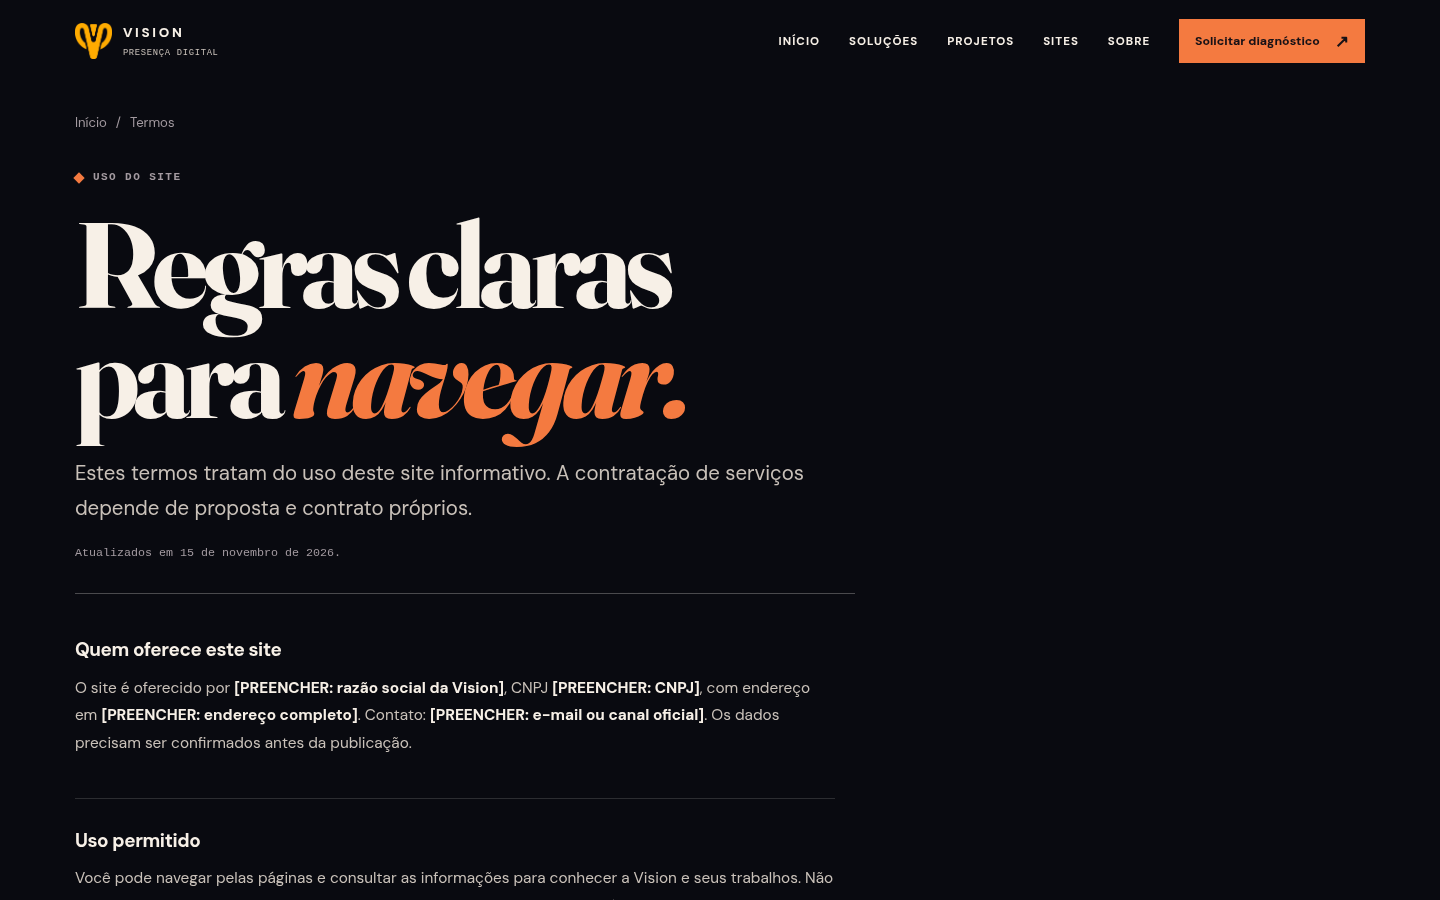 VISION
PRESENÇA DIGITAL
INÍCIO
SOLUÇÕES
PROJETOS
SITES
SOBRE
Solicitar diagnóstico ↗
Início / Termos
USO DO SITE
Regras claras
para navegar.
Estes termos tratam do uso deste site informativo. A contratação de serviços
depende de proposta e contrato próprios.
Atualizados em 15 de novembro de 2026.
Quem oferece este site
O site é oferecido por [PREENCHER: razão social da Vision], CNPJ [PREENCHER: CNPJ], com endereço
em [PREENCHER: endereço completo]. Contato: [PREENCHER: e-mail ou canal oficial]. Os dados
precisam ser confirmados antes da publicação.
Uso permitido
Você pode navegar pelas páginas e consultar as informações para conhecer a Vision e seus trabalhos. Não